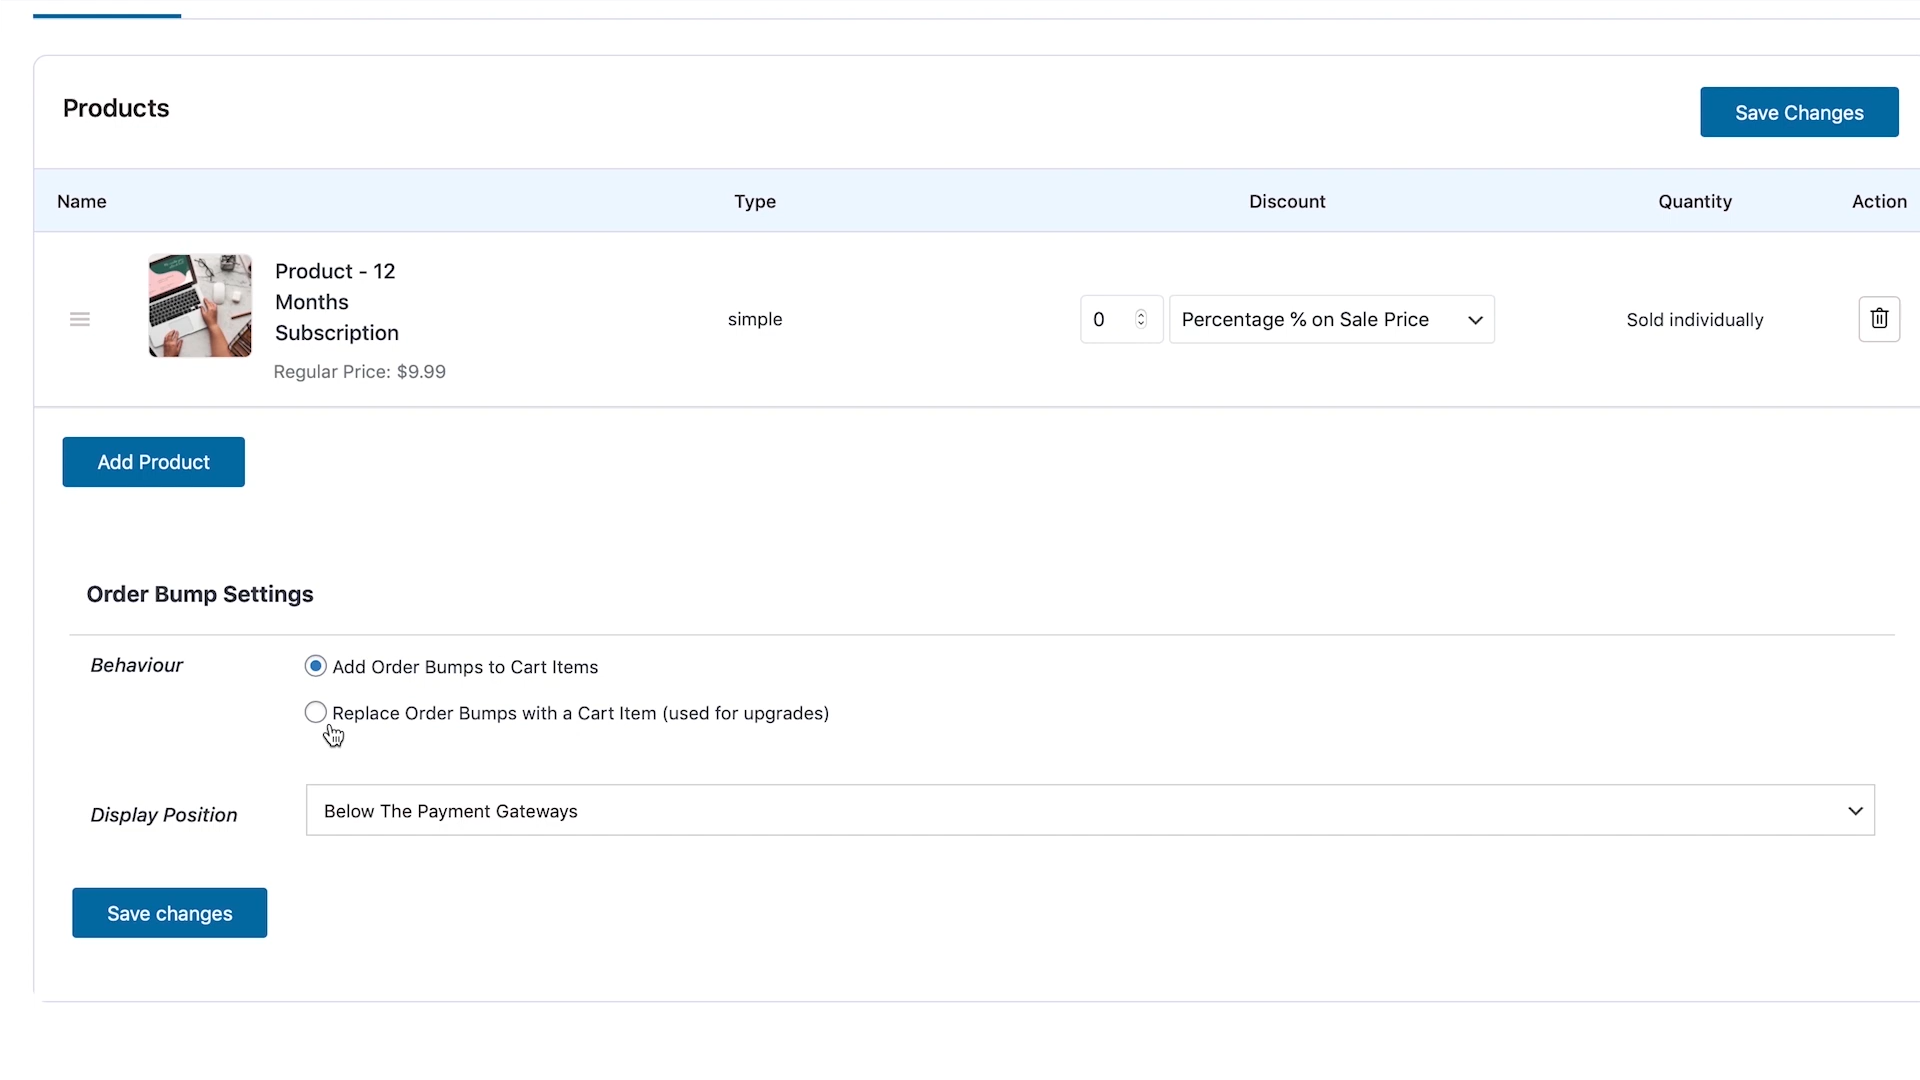 Products
Save Changes
Name Type Discount Quantity Action
Product - 12
Months
Subscription
Regular Price: $9.99
simple
0 Percentage % on Sale Price
Sold individually
Add Product
Order Bump Settings
Behaviour
Add Order Bumps to Cart Items
Replace Order Bumps with a Cart Item (used for upgrades)
Display Position
Below The Payment Gateways
Save changes